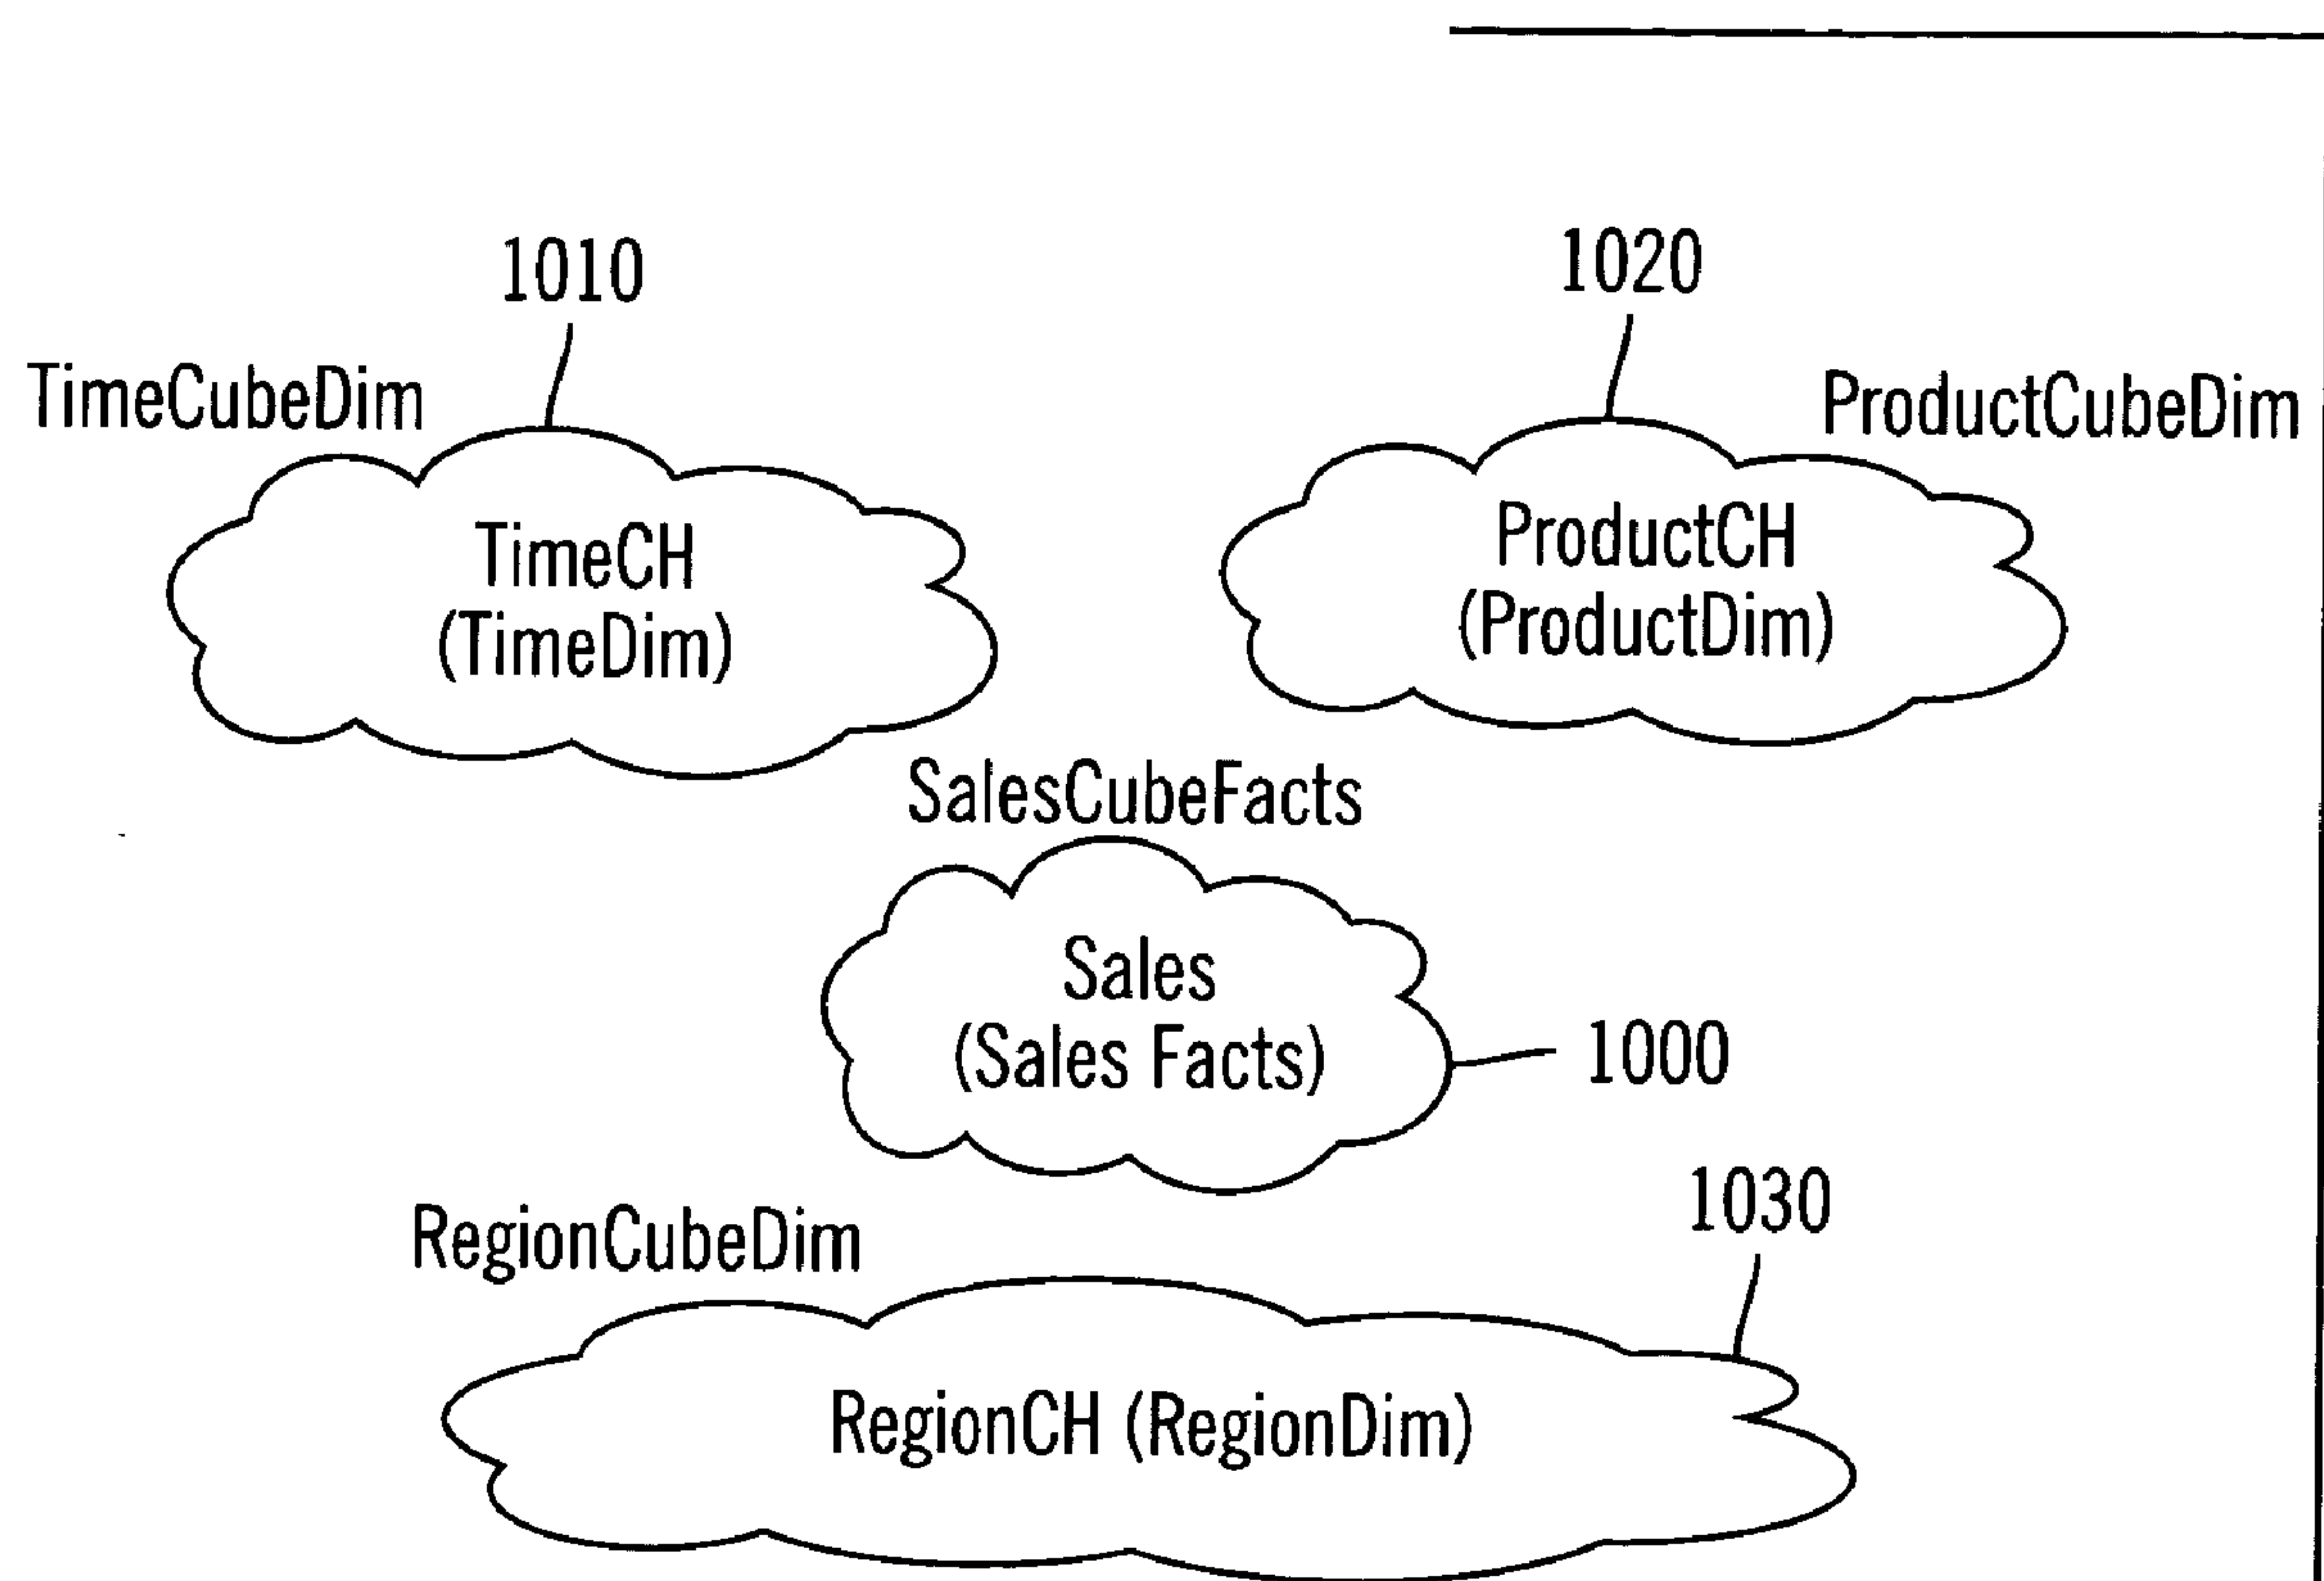 1010
1020
TimeCubeDim
ProductCubeDim
TimeCH
(TimeDim)
ProductCH
(ProductDim)
SalesCubeFacts
Sales
(Sales Facts)
1000
1030
RegionCubeDim
RegionCH (RegionDim)